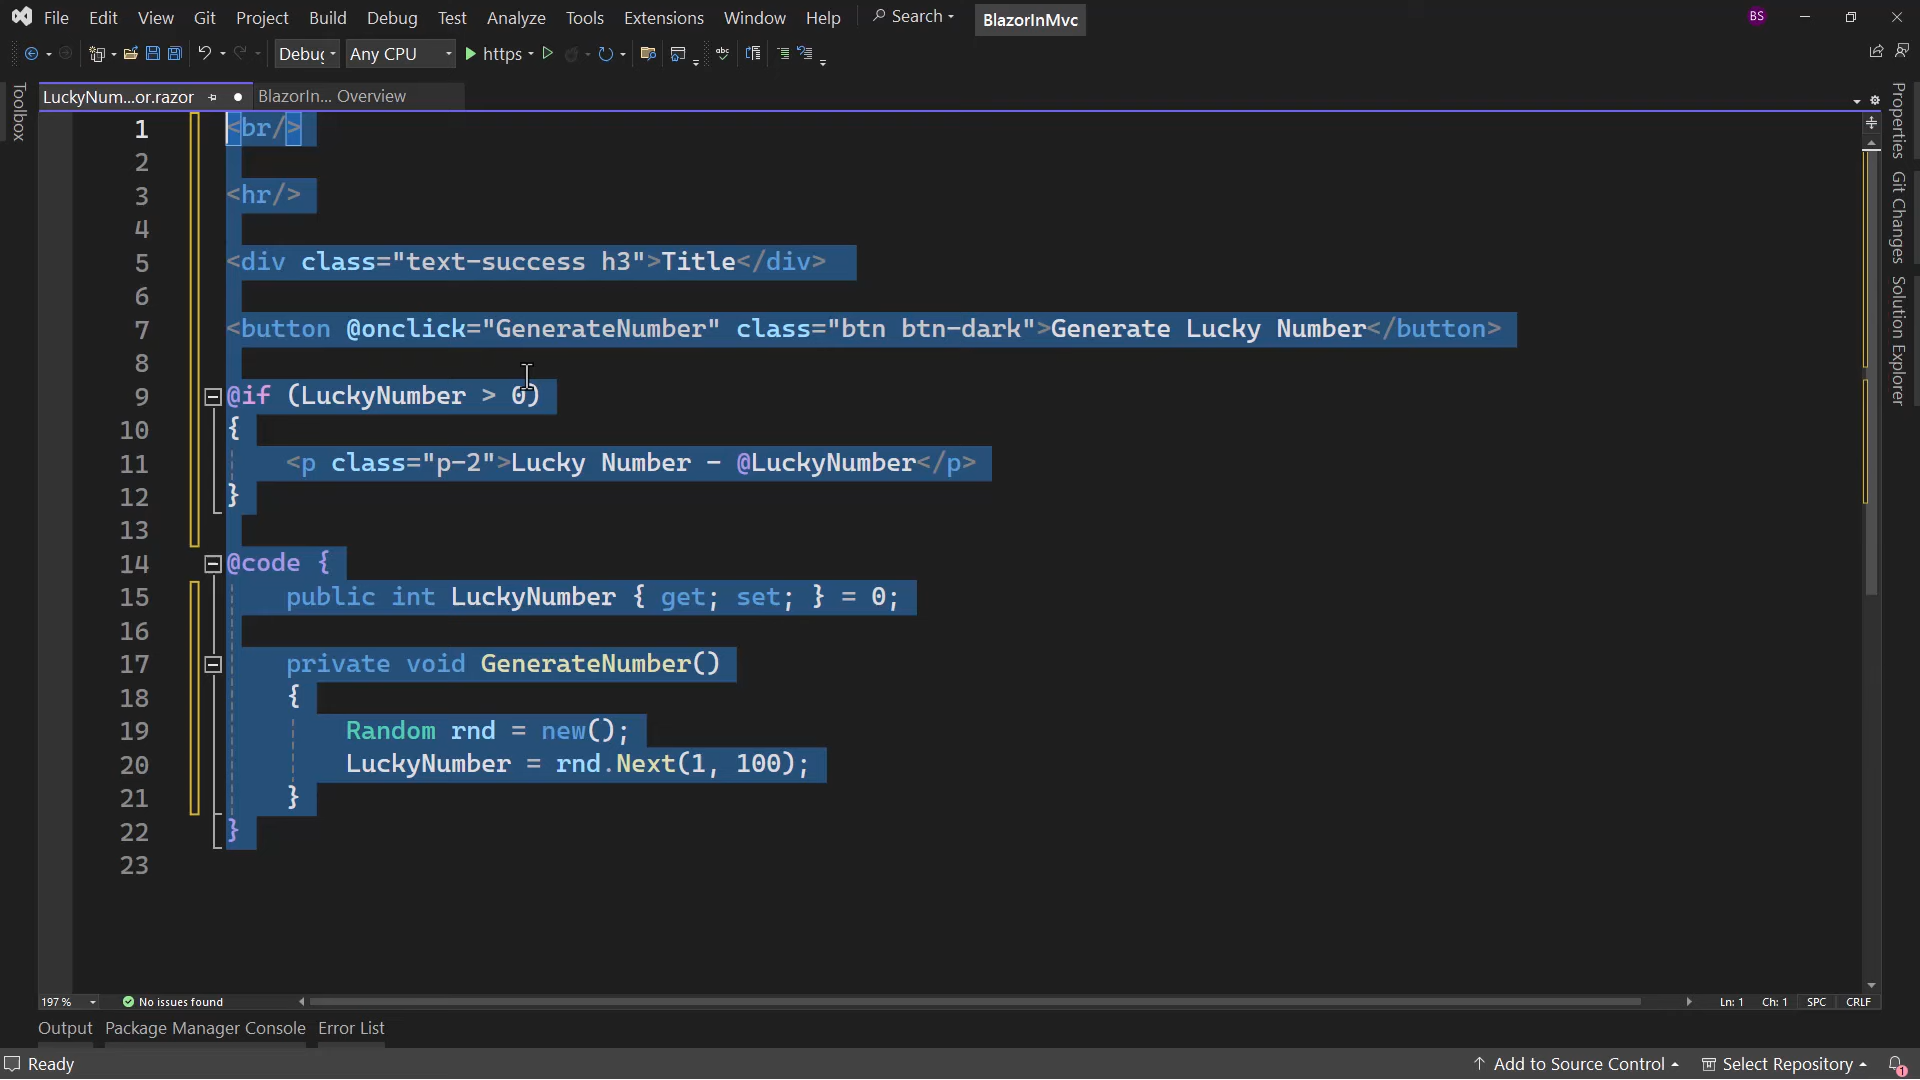 File Edit View Git Project Build Debug Test Analyze Tools Extensions Window Help Search BlazorInMvc BS
Debug Any CPU https
LuckyNum...or.razor BlazorIn... Overview
Toolbox
Properties
Git Changes
Solution Explorer
1 <br/>
2
3 <hr/>
4
5 <div class="text-success h3">Title</div>
6
7 <button @onclick="GenerateNumber" class="btn btn-dark">Generate Lucky Number</button>
8
9 @if (LuckyNumber > 0)
10 {
11 <p class="p-2">Lucky Number - @LuckyNumber</p>
12 }
13
14 @code {
15 public int LuckyNumber { get; set; } = 0;
16
17 private void GenerateNumber()
18 {
19 Random rnd = new();
20 LuckyNumber = rnd.Next(1, 100);
21 }
22 }
23
197 % No issues found Ln: 1 Ch: 1 SPC CRLF
Output Package Manager Console Error List
Ready Add to Source Control Select Repository 1